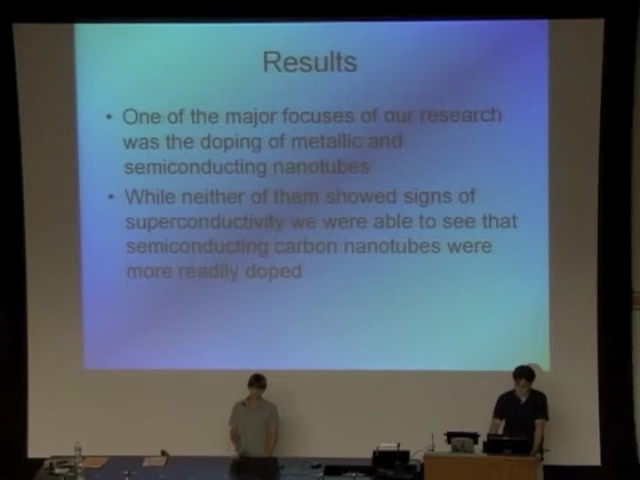 Results
• One of the major focuses of our research
was the doping of metallic and
semiconducting nanotubes
• While neither of them showed signs of
superconductivity we were able to see that
semiconducting carbon nanotubes were
more readily doped